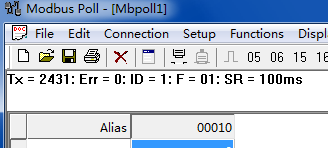 Modbus Poll - [Mbpoll1]
File Edit Connection Setup Functions Displ
05 06 15 16
Tx = 2431: Err = 0: ID = 1: F = 01: SR = 100ms
Alias 00010